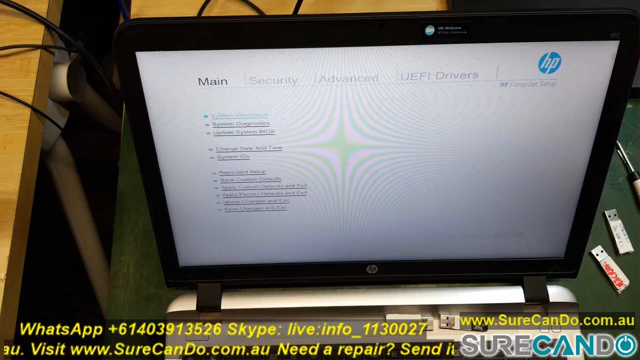 hp
HP Computer Setup
Main
Security
Advanced
UEFI Drivers
System Information
System Diagnostics
Update System BIOS
Change Date And Time
System IDs
Replicated Setup
Save Custom Defaults
Apply Custom Defaults and Exit
Apply Factory Defaults and Exit
Ignore Changes and Exit
Save Changes and Exit
hp
WhatsApp +61403913526 Skype: live:info_1130027
www.SureCanDo.com.au
au. Visit www.SureCanDo.com.au Need a repair? Send it
SURECANDO